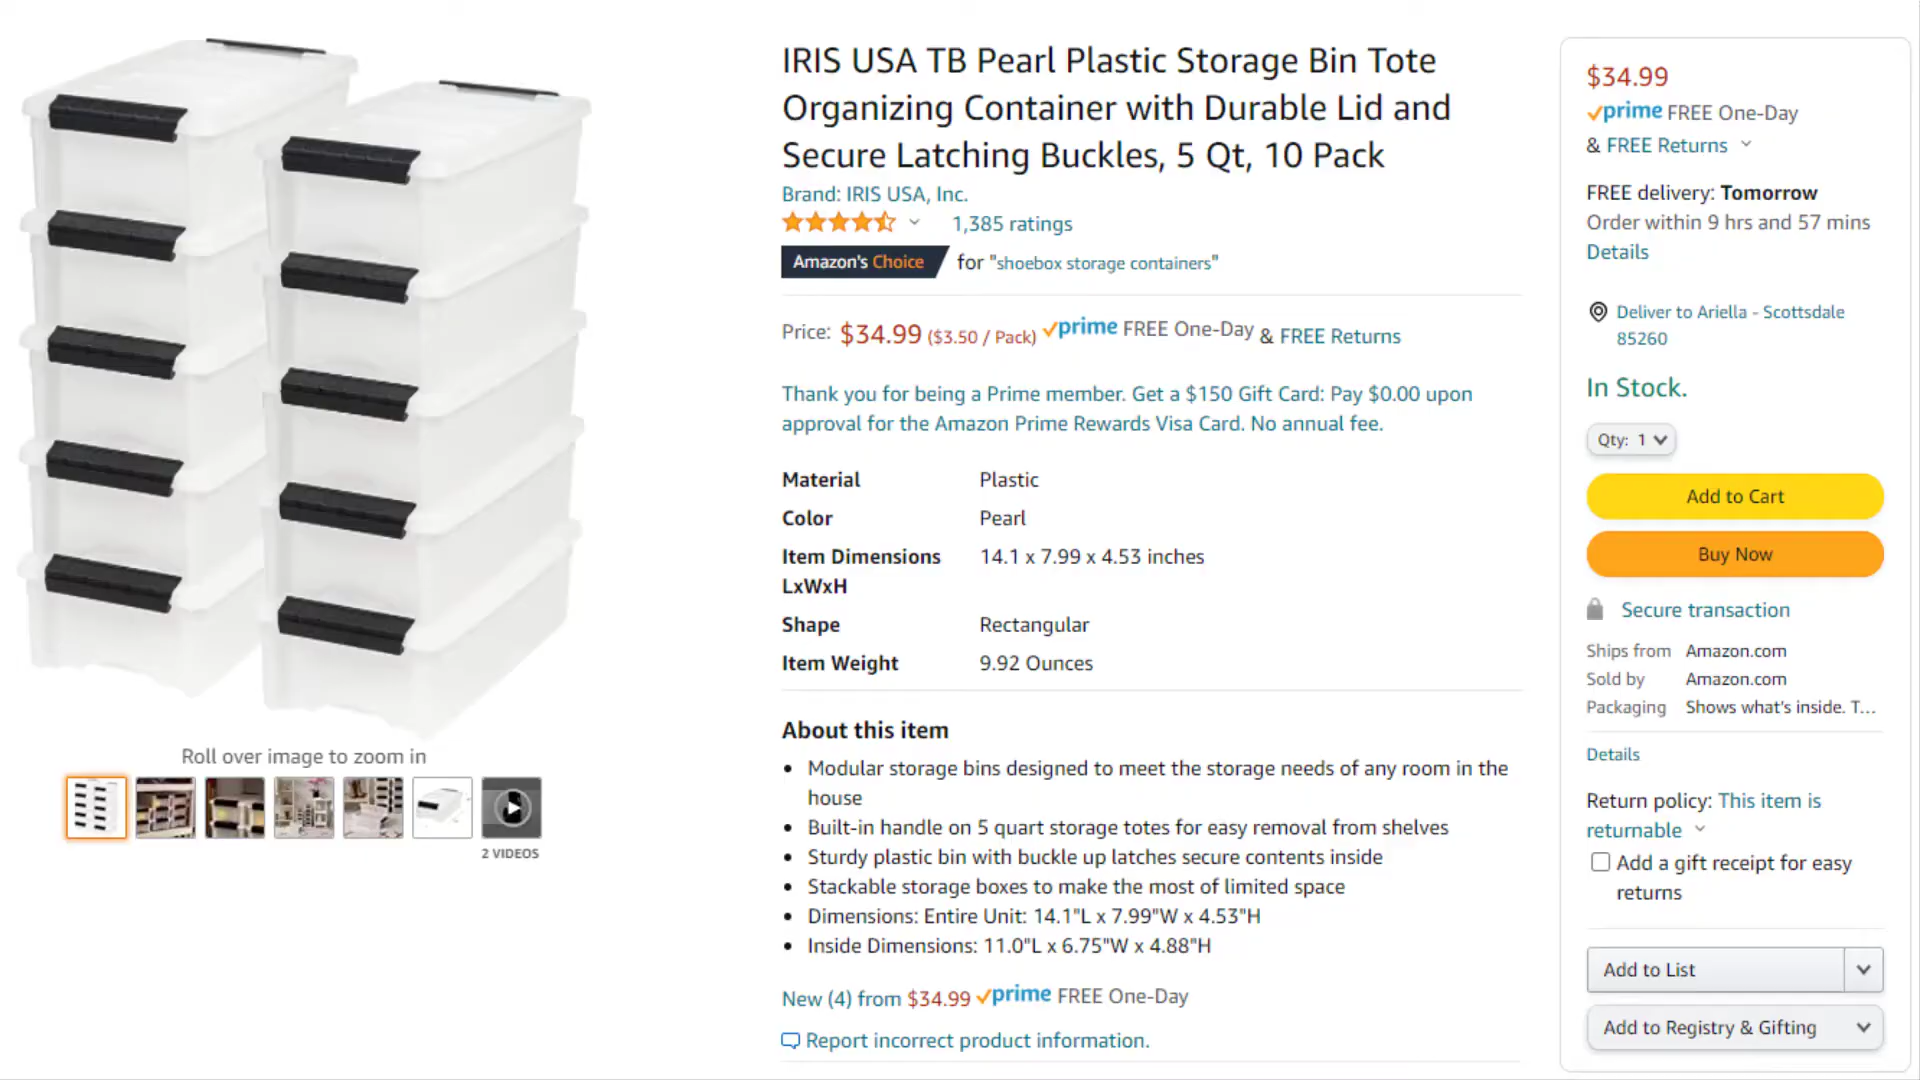 Roll over image to zoom in
2 VIDEOS
IRIS USA TB Pearl Plastic Storage Bin Tote
Organizing Container with Durable Lid and
Secure Latching Buckles, 5 Qt, 10 Pack
Brand: IRIS USA, Inc.
1,385 ratings
Amazon's Choice for "shoebox storage containers"
Price: $34.99 ($3.50 / Pack) prime FREE One-Day & FREE Returns
Thank you for being a Prime member. Get a $150 Gift Card: Pay $0.00 upon
approval for the Amazon Prime Rewards Visa Card. No annual fee.
Material Plastic
Color Pearl
Item Dimensions 14.1 x 7.99 x 4.53 inches
LxWxH
Shape Rectangular
Item Weight 9.92 Ounces
About this item
• Modular storage bins designed to meet the storage needs of any room in the
house
• Built-in handle on 5 quart storage totes for easy removal from shelves
• Sturdy plastic bin with buckle up latches secure contents inside
• Stackable storage boxes to make the most of limited space
• Dimensions: Entire Unit: 14.1"L x 7.99"W x 4.53"H
• Inside Dimensions: 11.0"L x 6.75"W x 4.88"H
New (4) from $34.99 prime FREE One-Day
Report incorrect product information.
$34.99
prime FREE One-Day
& FREE Returns
FREE delivery: Tomorrow
Order within 9 hrs and 57 mins
Details
Deliver to Ariella - Scottsdale
85260
In Stock.
Qty: 1
Add to Cart
Buy Now
Secure transaction
Ships from Amazon.com
Sold by Amazon.com
Packaging Shows what's inside. T...
Details
Return policy: This item is
returnable
Add a gift receipt for easy
returns
Add to List
Add to Registry & Gifting